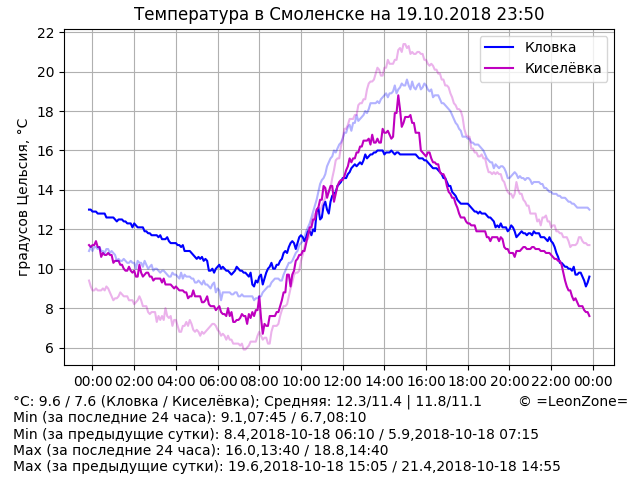 Температура в Смоленске на 19.10.2018 23:50
градусов Цельсия, °C
22
20
18
16
14
12
10
8
6
Кловка
Киселёвка
00:00 02:00 04:00 06:00 08:00 10:00 12:00 14:00 16:00 18:00 20:00 22:00 00:00
°C: 9.6 / 7.6 (Кловка / Киселёвка); Средняя: 12.3/11.4 | 11.8/11.1 © =LeonZone=
Min (за последние 24 часа): 9.1,07:45 / 6.7,08:10
Min (за предыдущие сутки): 8.4,2018-10-18 06:10 / 5.9,2018-10-18 07:15
Max (за последние 24 часа): 16.0,13:40 / 18.8,14:40
Max (за предыдущие сутки): 19.6,2018-10-18 15:05 / 21.4,2018-10-18 14:55